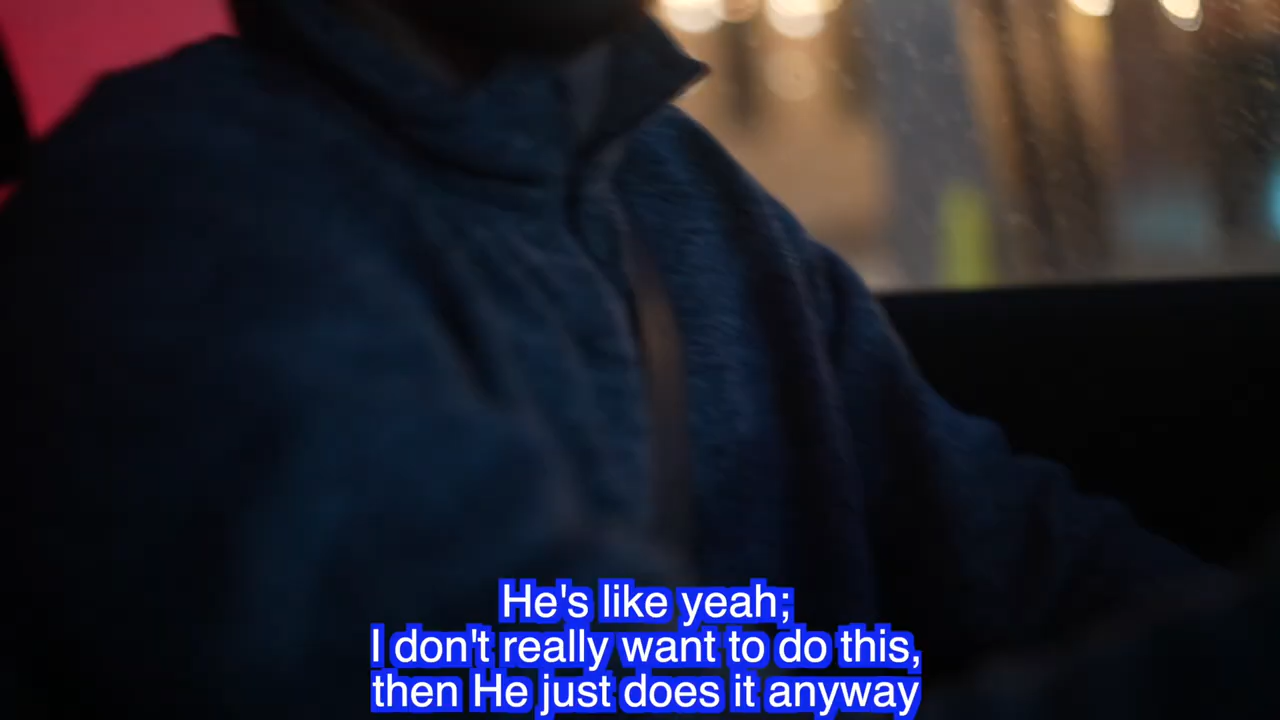 He's like yeah;
I don't really want to do this,
then He just does it anyway